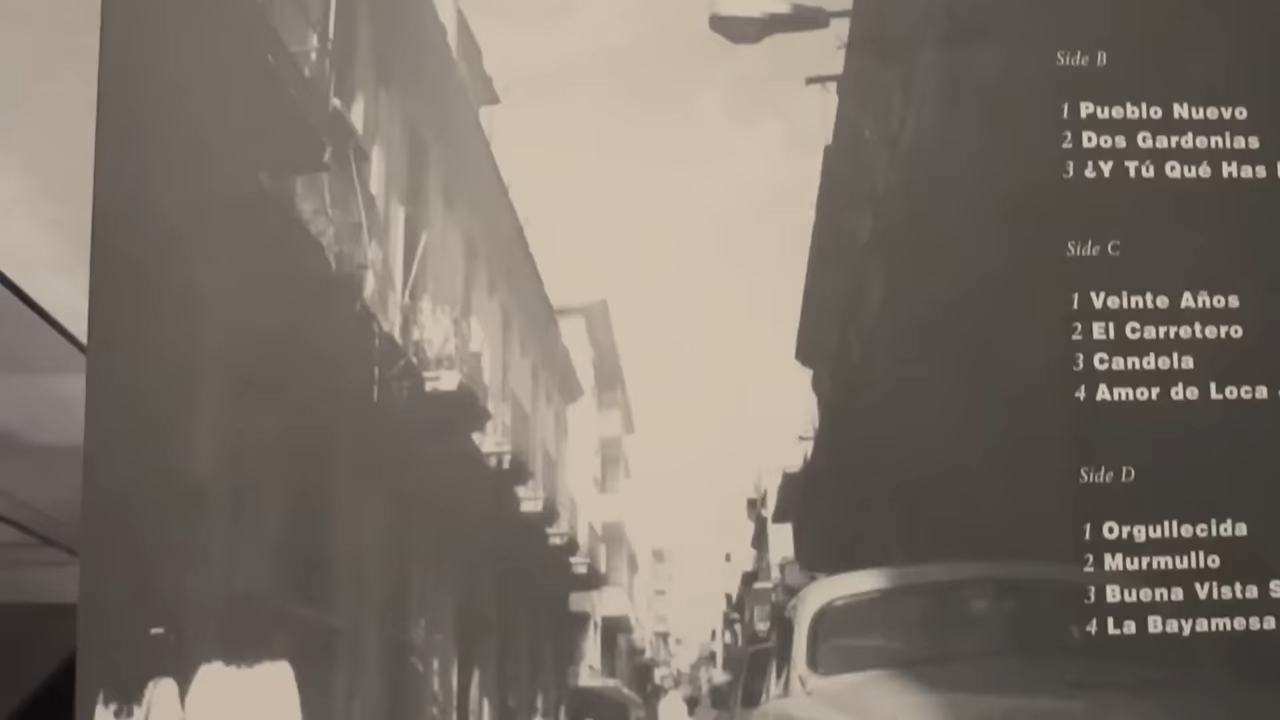 Side B
1 Pueblo Nuevo
2 Dos Gardenias
3 ¿Y Tú Qué Has
Side C
1 Veinte Años
2 El Carretero
3 Candela
4 Amor de Loca
Side D
1 Orgullecida
2 Murmullo
3 Buena Vista S
4 La Bayamesa